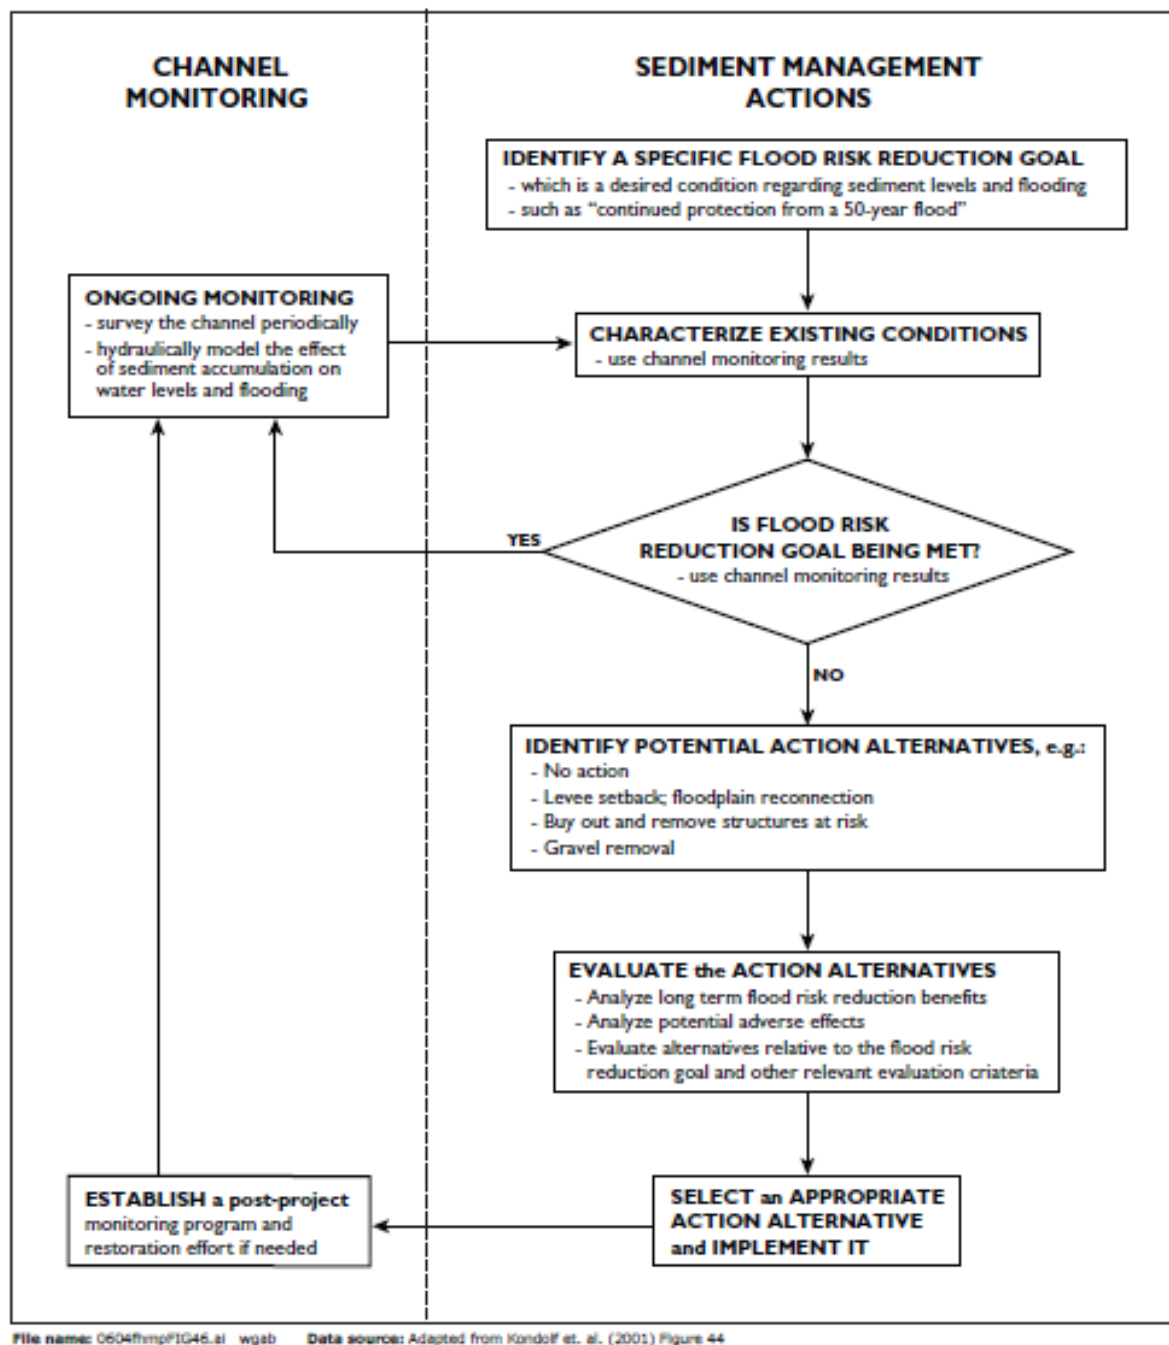 CHANNEL
MONITORING
SEDIMENT MANAGEMENT
ACTIONS
IDENTIFY A SPECIFIC FLOOD RISK REDUCTION GOAL
- which is a desired condition regarding sediment levels and flooding
- such as “continued protection from a 50-year flood”
ONGOING MONITORING
- survey the channel periodically
- hydraulically model the effect
of sediment accumulation on
water levels and flooding
CHARACTERIZE EXISTING CONDITIONS
- use channel monitoring results
IS FLOOD RISK
REDUCTION GOAL BEING MET?
- use channel monitoring results
YES
NO
IDENTIFY POTENTIAL ACTION ALTERNATIVES, e.g.:
- No action
- Levee setback; floodplain reconnection
- Buy out and remove structures at risk
- Gravel removal
EVALUATE the ACTION ALTERNATIVES
- Analyze long term flood risk reduction benefits
- Analyze potential adverse effects
- Evaluate alternatives relative to the flood risk
reduction goal and other relevant evaluation criateria
ESTABLISH a post-project
monitoring program and
restoration effort if needed
SELECT an APPROPRIATE
ACTION ALTERNATIVE
and IMPLEMENT IT
File name: 0604fhmpFIG46.ai wgab Data source: Adapted from Kondolf et. al. (2001) Figure 44